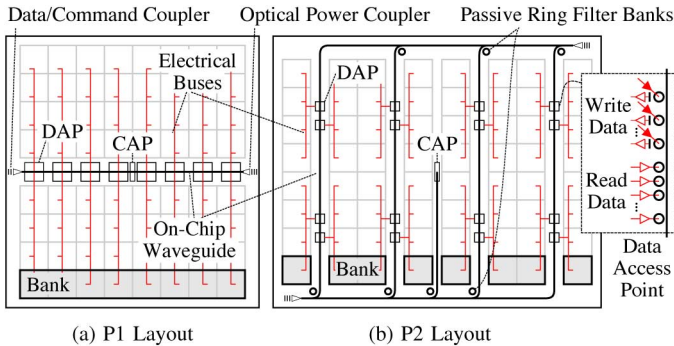 Data/Command Coupler
Optical Power Coupler
Passive Ring Filter Banks
Electrical
Buses
DAP
CAP
On-Chip
Waveguide
Bank
(a) P1 Layout
DAP
CAP
Bank
(b) P2 Layout
Write
Data
Read
Data
Data
Access
Point